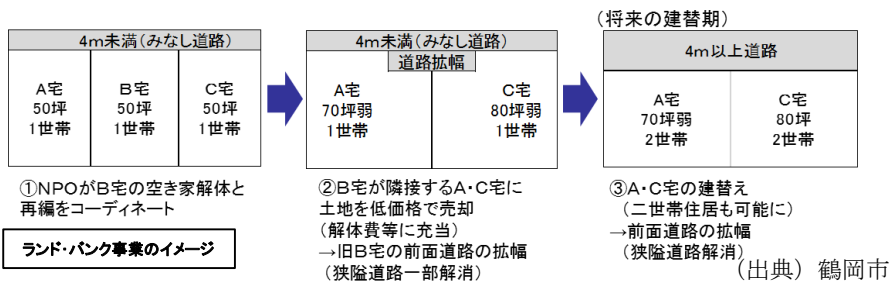 4m未満(みなし道路)
A宅
50坪
1世帯
B宅
50坪
1世帯
C宅
50坪
1世帯
①NPOがB宅の空き家解体と
再編をコーディネート
ランド・バンク事業のイメージ
4m未満(みなし道路)
道路拡幅
A宅
70坪弱
1世帯
C宅
80坪弱
1世帯
②B宅が隣接するA・C宅に
土地を低価格で売却
(解体費等に充当)
→旧B宅の前面道路の拡幅
(狭隘道路一部解消)
(将来の建替期)
4m以上道路
A宅
70坪弱
2世帯
C宅
80坪
2世帯
③A・C宅の建替え
(二世帯住居も可能に)
→前面道路の拡幅
(狭隘道路解消)
(出典)鶴岡市